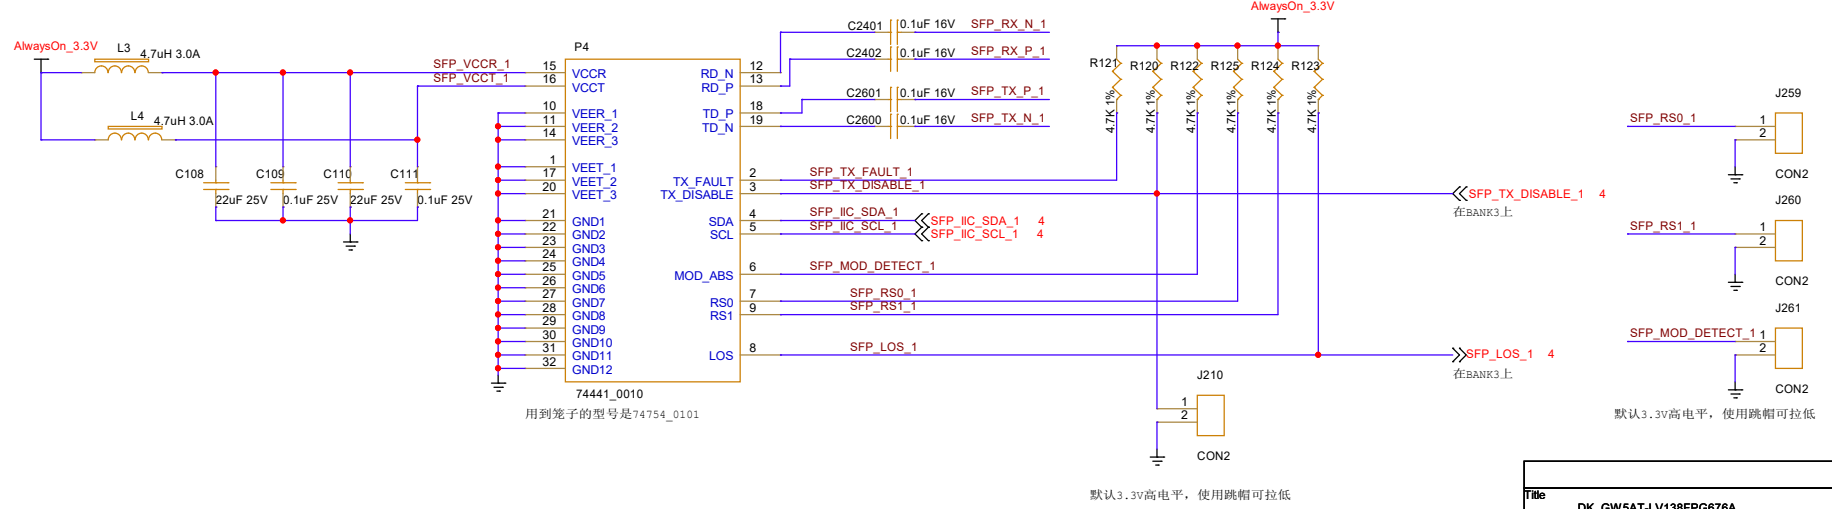 AlwaysOn_3.3V
L3
4.7uH 3.0A
L4
4.7uH 3.0A
SFP_VCCR_1
SFP_VCCT_1
C108
22uF 25V
C109
0.1uF 25V
C110
22uF 25V
C111
0.1uF 25V
P4
15 VCCR
16 VCCT
10 VEER_1
11 VEER_2
14 VEER_3
1 VEET_1
17 VEET_2
20 VEET_3
21 GND1
22 GND2
23 GND3
24 GND4
25 GND5
26 GND6
27 GND7
28 GND8
29 GND9
30 GND10
31 GND11
32 GND12
RD_N 12
RD_P 13
TD_P 18
TD_N 19
TX_FAULT 2
TX_DISABLE 3
SDA 4
SCL 5
MOD_ABS 6
RS0 7
RS1 9
LOS 8
74441_0010
用到笼子的型号是74754_0101
C2401 0.1uF 16V SFP_RX_N_1
C2402 0.1uF 16V SFP_RX_P_1
C2601 0.1uF 16V SFP_TX_P_1
C2600 0.1uF 16V SFP_TX_N_1
SFP_TX_FAULT_1
SFP_TX_DISABLE_1
SFP_IIC_SDA_1
SFP_IIC_SCL_1
SFP_IIC_SDA_1 4
SFP_IIC_SCL_1 4
SFP_MOD_DETECT_1
SFP_RS0_1
SFP_RS1_1
SFP_LOS_1
AlwaysOn_3.3V
R121
4.7K 1%
R120
4.7K 1%
R122
4.7K 1%
R125
4.7K 1%
R124
4.7K 1%
R123
4.7K 1%
SFP_TX_DISABLE_1 4
在BANK3上
SFP_LOS_1 4
在BANK3上
J210
1
2
CON2
默认3.3V高电平，使用跳帽可拉低
J259
SFP_RS0_1
1
2
CON2
J260
SFP_RS1_1
1
2
CON2
J261
SFP_MOD_DETECT_1
1
2
CON2
默认3.3V高电平，使用跳帽可拉低
Title
DK_GW5AT-LV138FPG676A